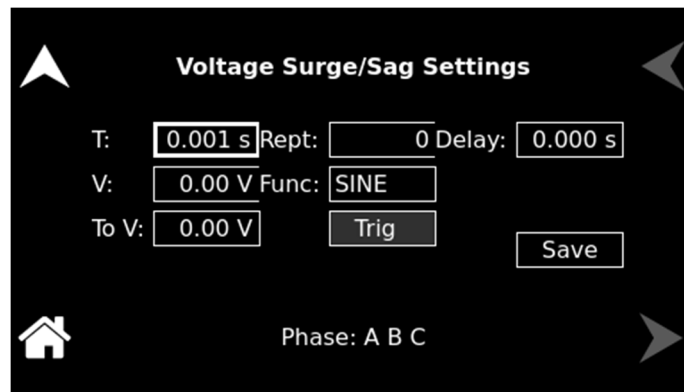 Voltage Surge/Sag Settings
T: 0.001 s Rept: 0 Delay: 0.000 s
V: 0.00 V Func: SINE
To V: 0.00 V Trig
Save
Phase: A B C